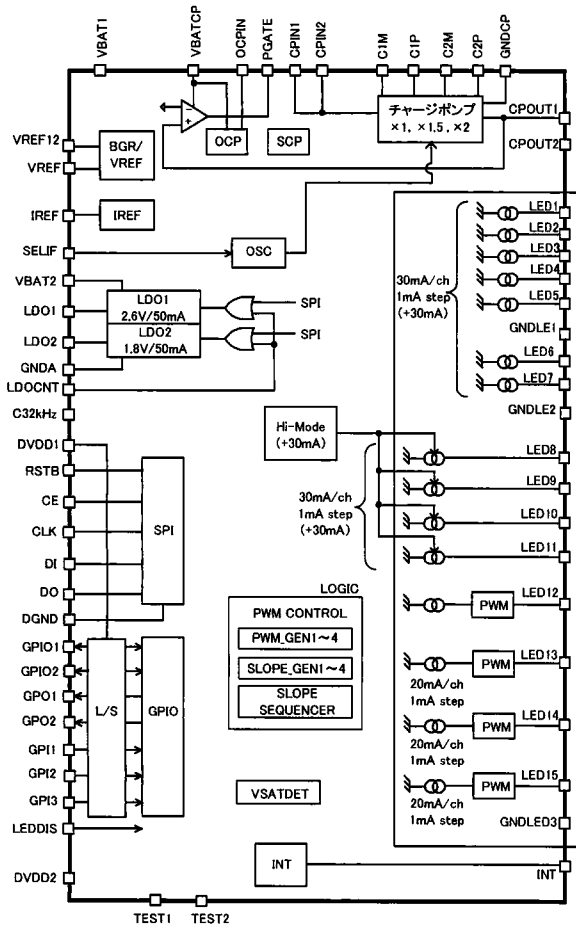 VBAT1
VBATCP
OCPIN
PGATE
CPIN1
CPIN2
C1M
C1P
C2M
C2P
GNDCP
チャージポンプ
×1, ×1.5, ×2
CPOUT1
CPOUT2
OCP
SCP
VREF12
VREF
BGR/
VREF
IREF
IREF
SELIF
OSC
VBAT2
LDO1
LDO2
GNDA
LDOCNT
LDO1
2.6V/50mA
LDO2
1.8V/50mA
SPI
SPI
C32kHz
DVDD1
RSTB
CE
CLK
DI
DO
DGND
SPI
GPIO1
GPIO2
GPO1
GPO2
GPI1
GPI2
GPI3
LEDDIS
L/S
GPIO
DVDD2
TEST1
TEST2
30mA/ch
1mA step
(+30mA)
LED1
LED2
LED3
LED4
LED5
GNDLE1
LED6
LED7
GNDLE2
Hi-Mode
(+30mA)
30mA/ch
1mA step
(+30mA)
LED8
LED9
LED10
LED11
LOGIC
PWM CONTROL
PWM_GEN1~4
SLOPE_GEN1~4
SLOPE
SEQUENCER
VSATDET
INT
LED12
PWM
LED13
PWM
20mA/ch
1mA step
LED14
PWM
20mA/ch
1mA step
LED15
PWM
20mA/ch
1mA step
GNDLED3
INT